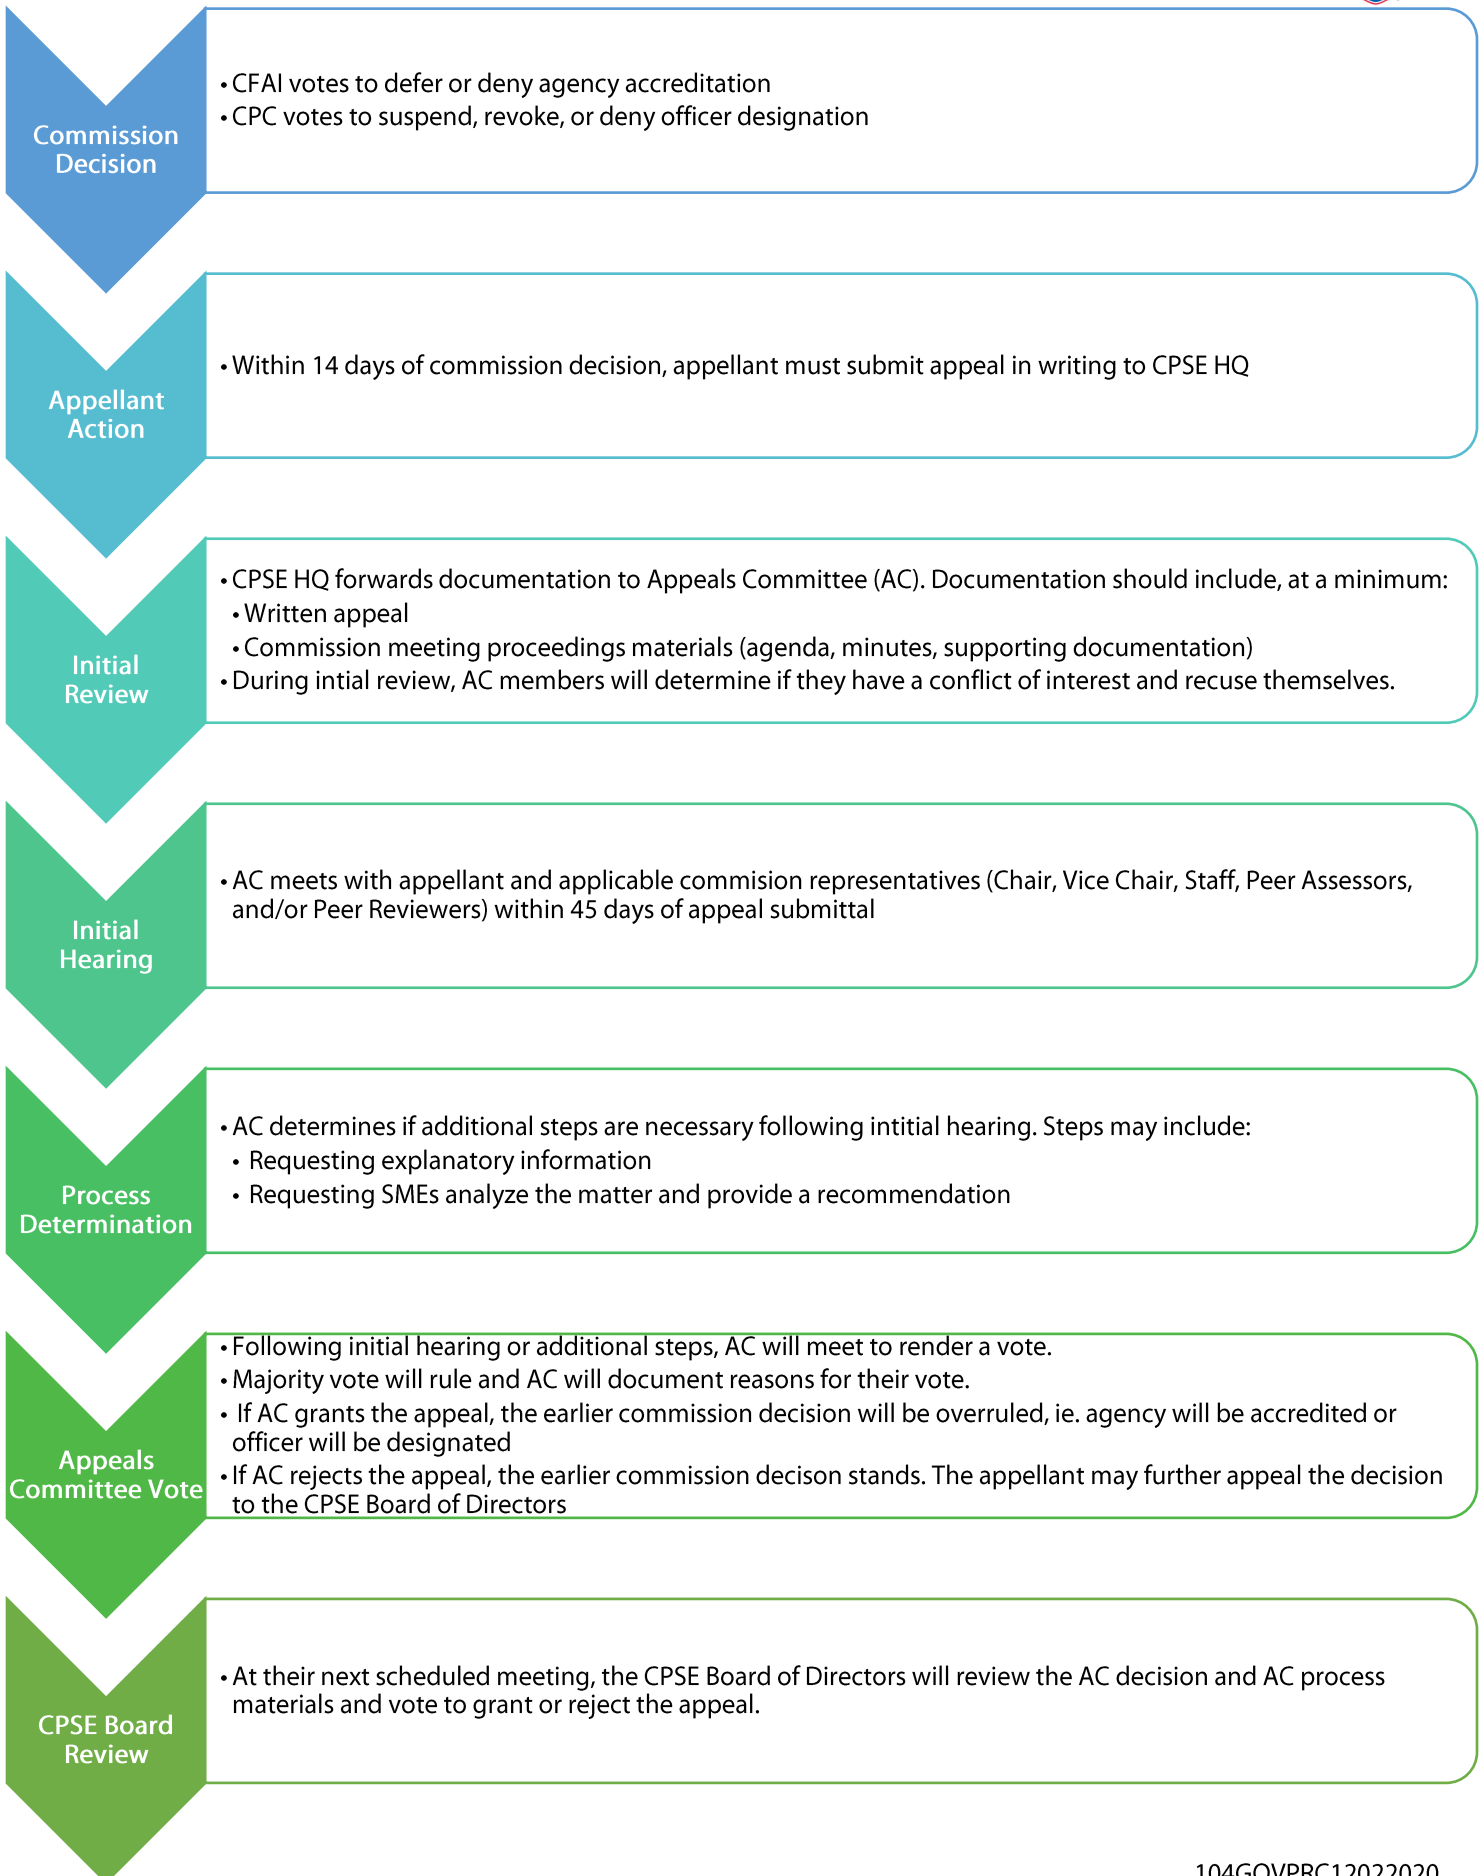 Commission
Decision
• CFAI votes to defer or deny agency accreditation
• CPC votes to suspend, revoke, or deny officer designation
Appellant
Action
• Within 14 days of commission decision, appellant must submit appeal in writing to CPSE HQ
Initial
Review
• CPSE HQ forwards documentation to Appeals Committee (AC). Documentation should include, at a minimum:
• Written appeal
• Commission meeting proceedings materials (agenda, minutes, supporting documentation)
• During intial review, AC members will determine if they have a conflict of interest and recuse themselves.
Initial
Hearing
• AC meets with appellant and applicable commision representatives (Chair, Vice Chair, Staff, Peer Assessors,
and/or Peer Reviewers) within 45 days of appeal submittal
Process
Determination
• AC determines if additional steps are necessary following intitial hearing. Steps may include:
• Requesting explanatory information
• Requesting SMEs analyze the matter and provide a recommendation
Appeals
Committee Vote
• Following initial hearing or additional steps, AC will meet to render a vote.
• Majority vote will rule and AC will document reasons for their vote.
• If AC grants the appeal, the earlier commission decision will be overruled, ie. agency will be accredited or
officer will be designated
• If AC rejects the appeal, the earlier commission decison stands. The appellant may further appeal the decision
to the CPSE Board of Directors
CPSE Board
Review
• At their next scheduled meeting, the CPSE Board of Directors will review the AC decision and AC process
materials and vote to grant or reject the appeal.
104GOVPRC12022020